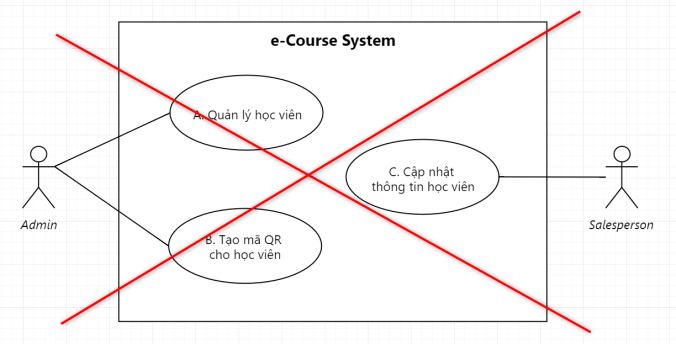 e-Course System
A. Quản lý học viên
C. Cập nhật
thông tin học viên
Admin
Salesperson
B. Tạo mã QR
cho học viên